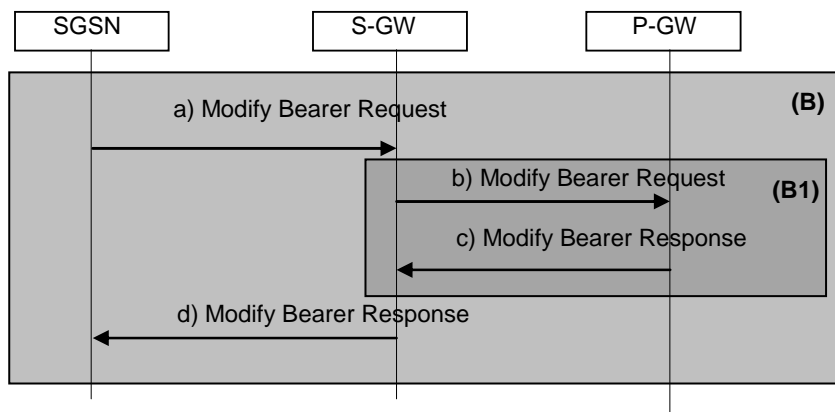 SGSN
S-GW
P-GW
(B)
a) Modify Bearer Request
b) Modify Bearer Request
(B1)
c) Modify Bearer Response
d) Modify Bearer Response